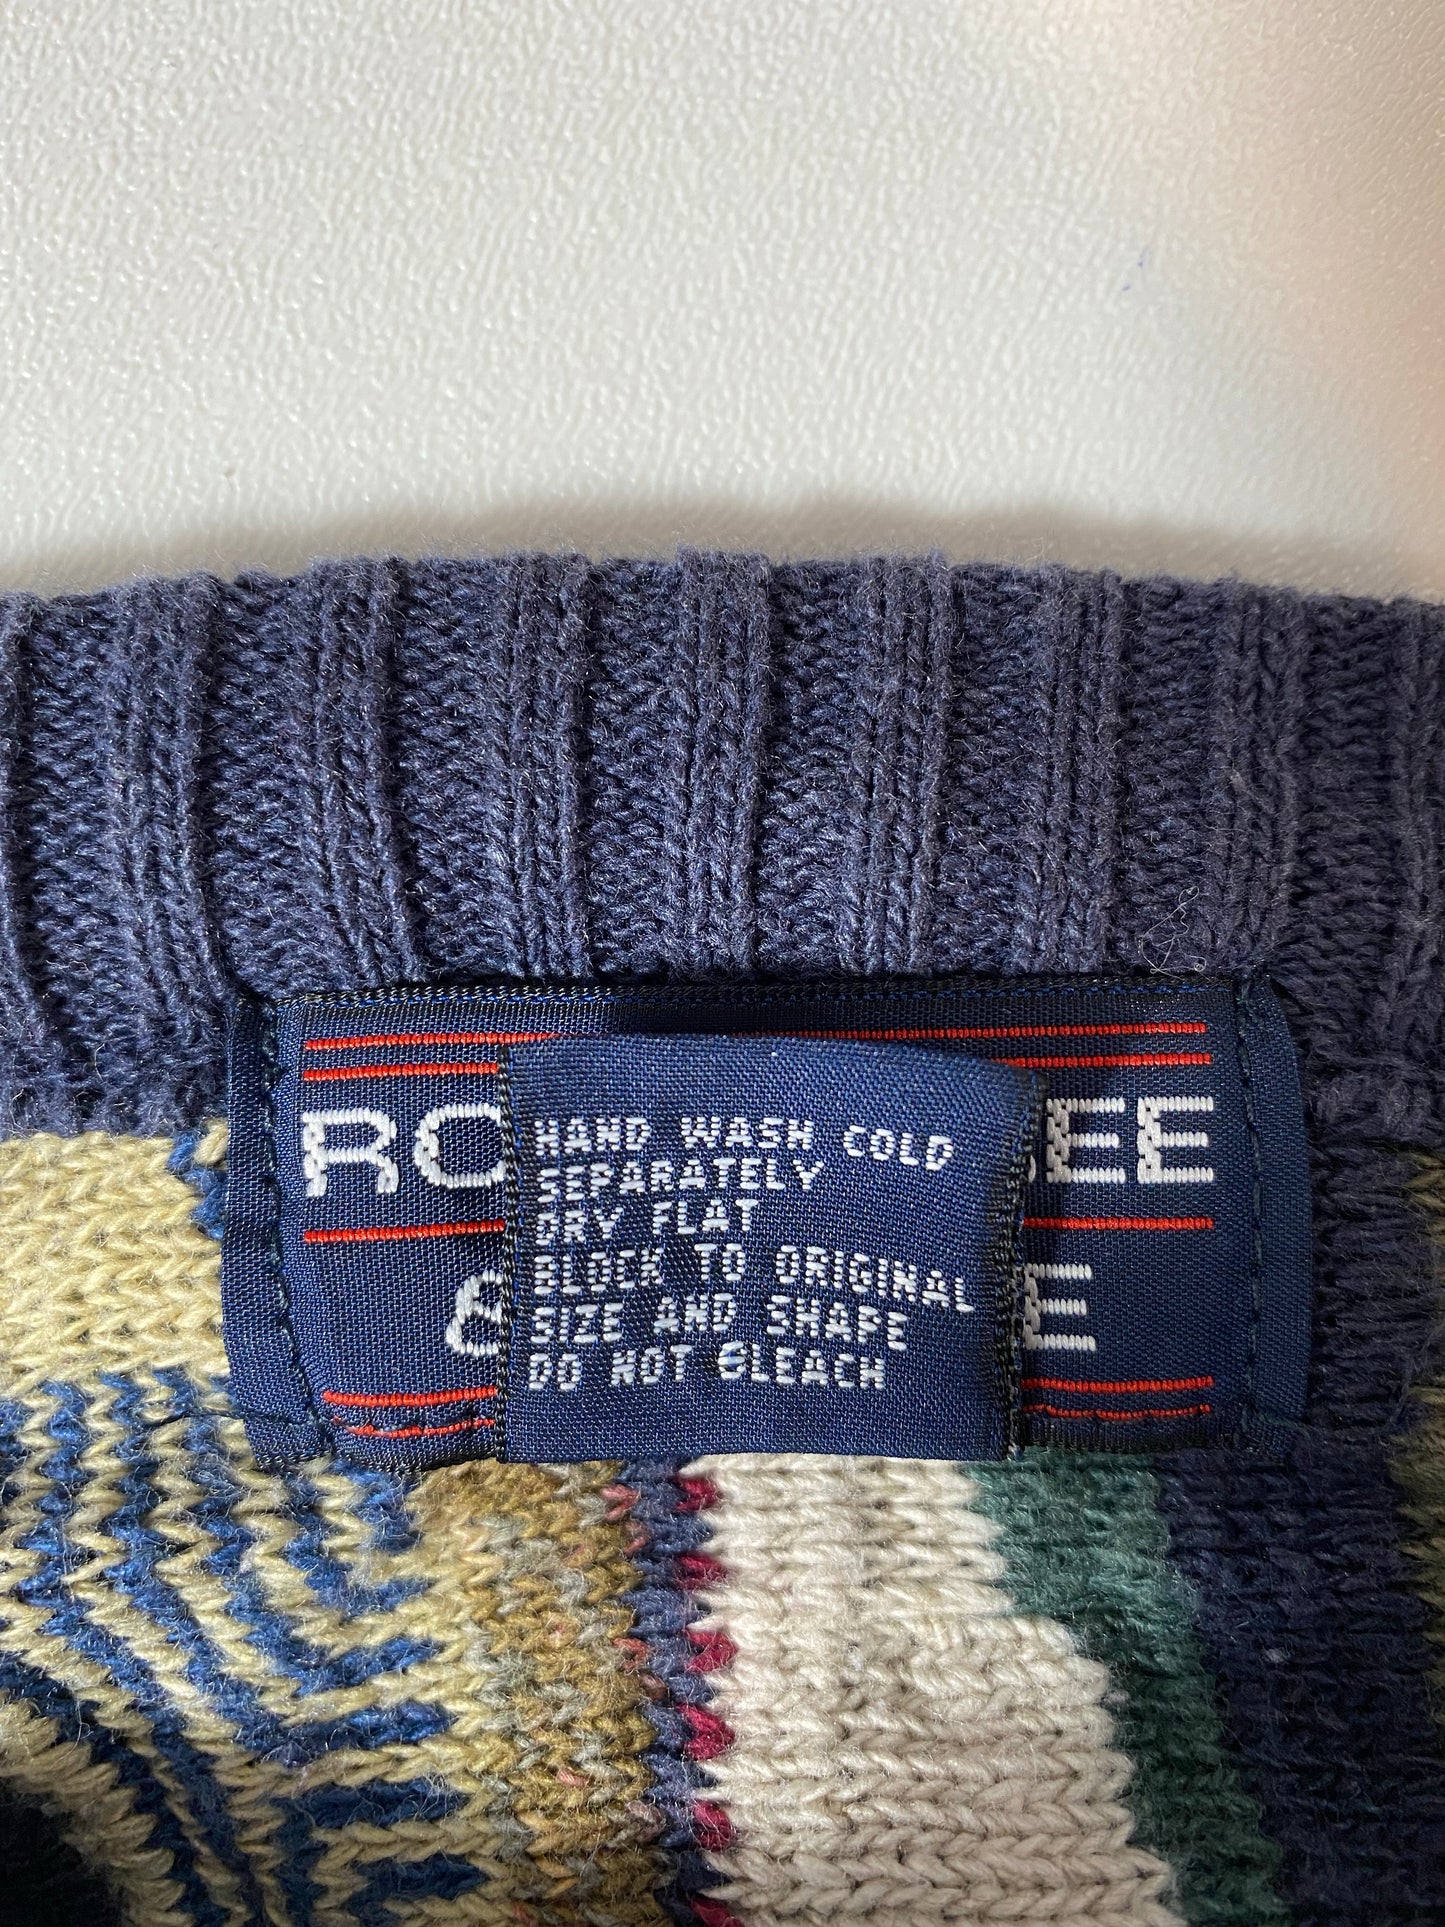 HAND WASH COLD
SEPARATELY
DRY FLAT
BLOCK TO ORIGINAL
SIZE AND SHAPE
DO NOT BLEACH